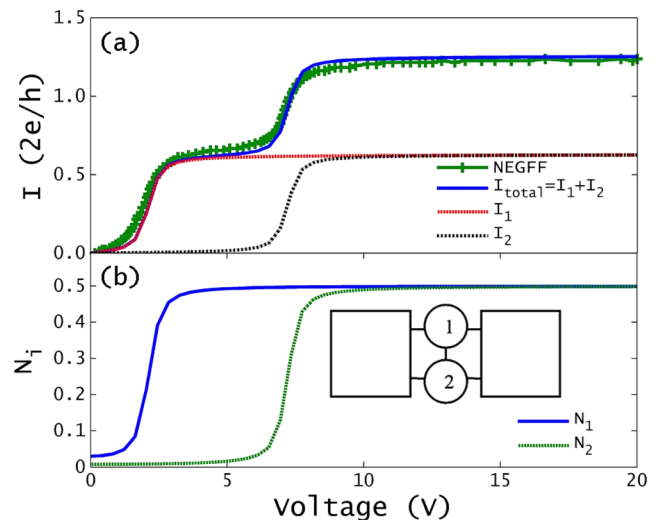 (a)
1.5
1.0
0.5
0.0
I (2e/h)
NEGFF
I_total=I_1+I_2
I_1
I_2
(b)
0.5
0.4
0.3
0.2
0.1
0
N_i
1
2
N_1
N_2
0 5 10 15 20
Voltage (V)